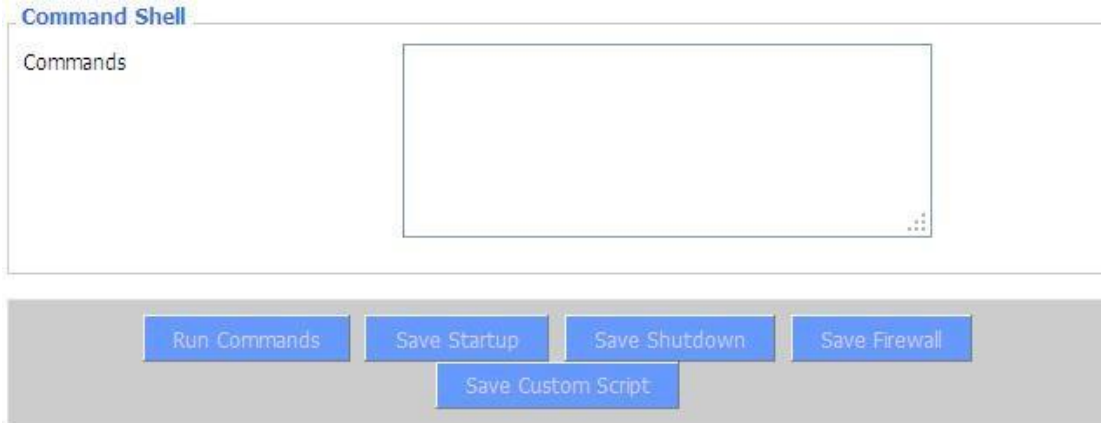 Command Shell
Commands
Run Commands Save Startup Save Shutdown Save Firewall
Save Custom Script